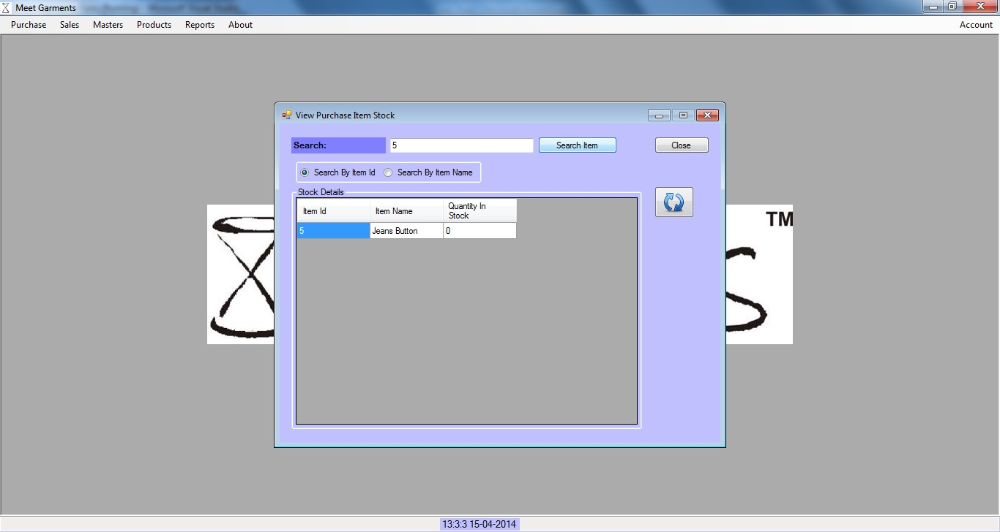 Meet Garments
Purchase Sales Masters Products Reports About Account
View Purchase Item Stock
Search: 5 Search Item Close
Search By Item Id Search By Item Name
Stock Details
Item Id Item Name Quantity In
Stock
5 Jeans Button 0
TM
S
13:3:3 15-04-2014